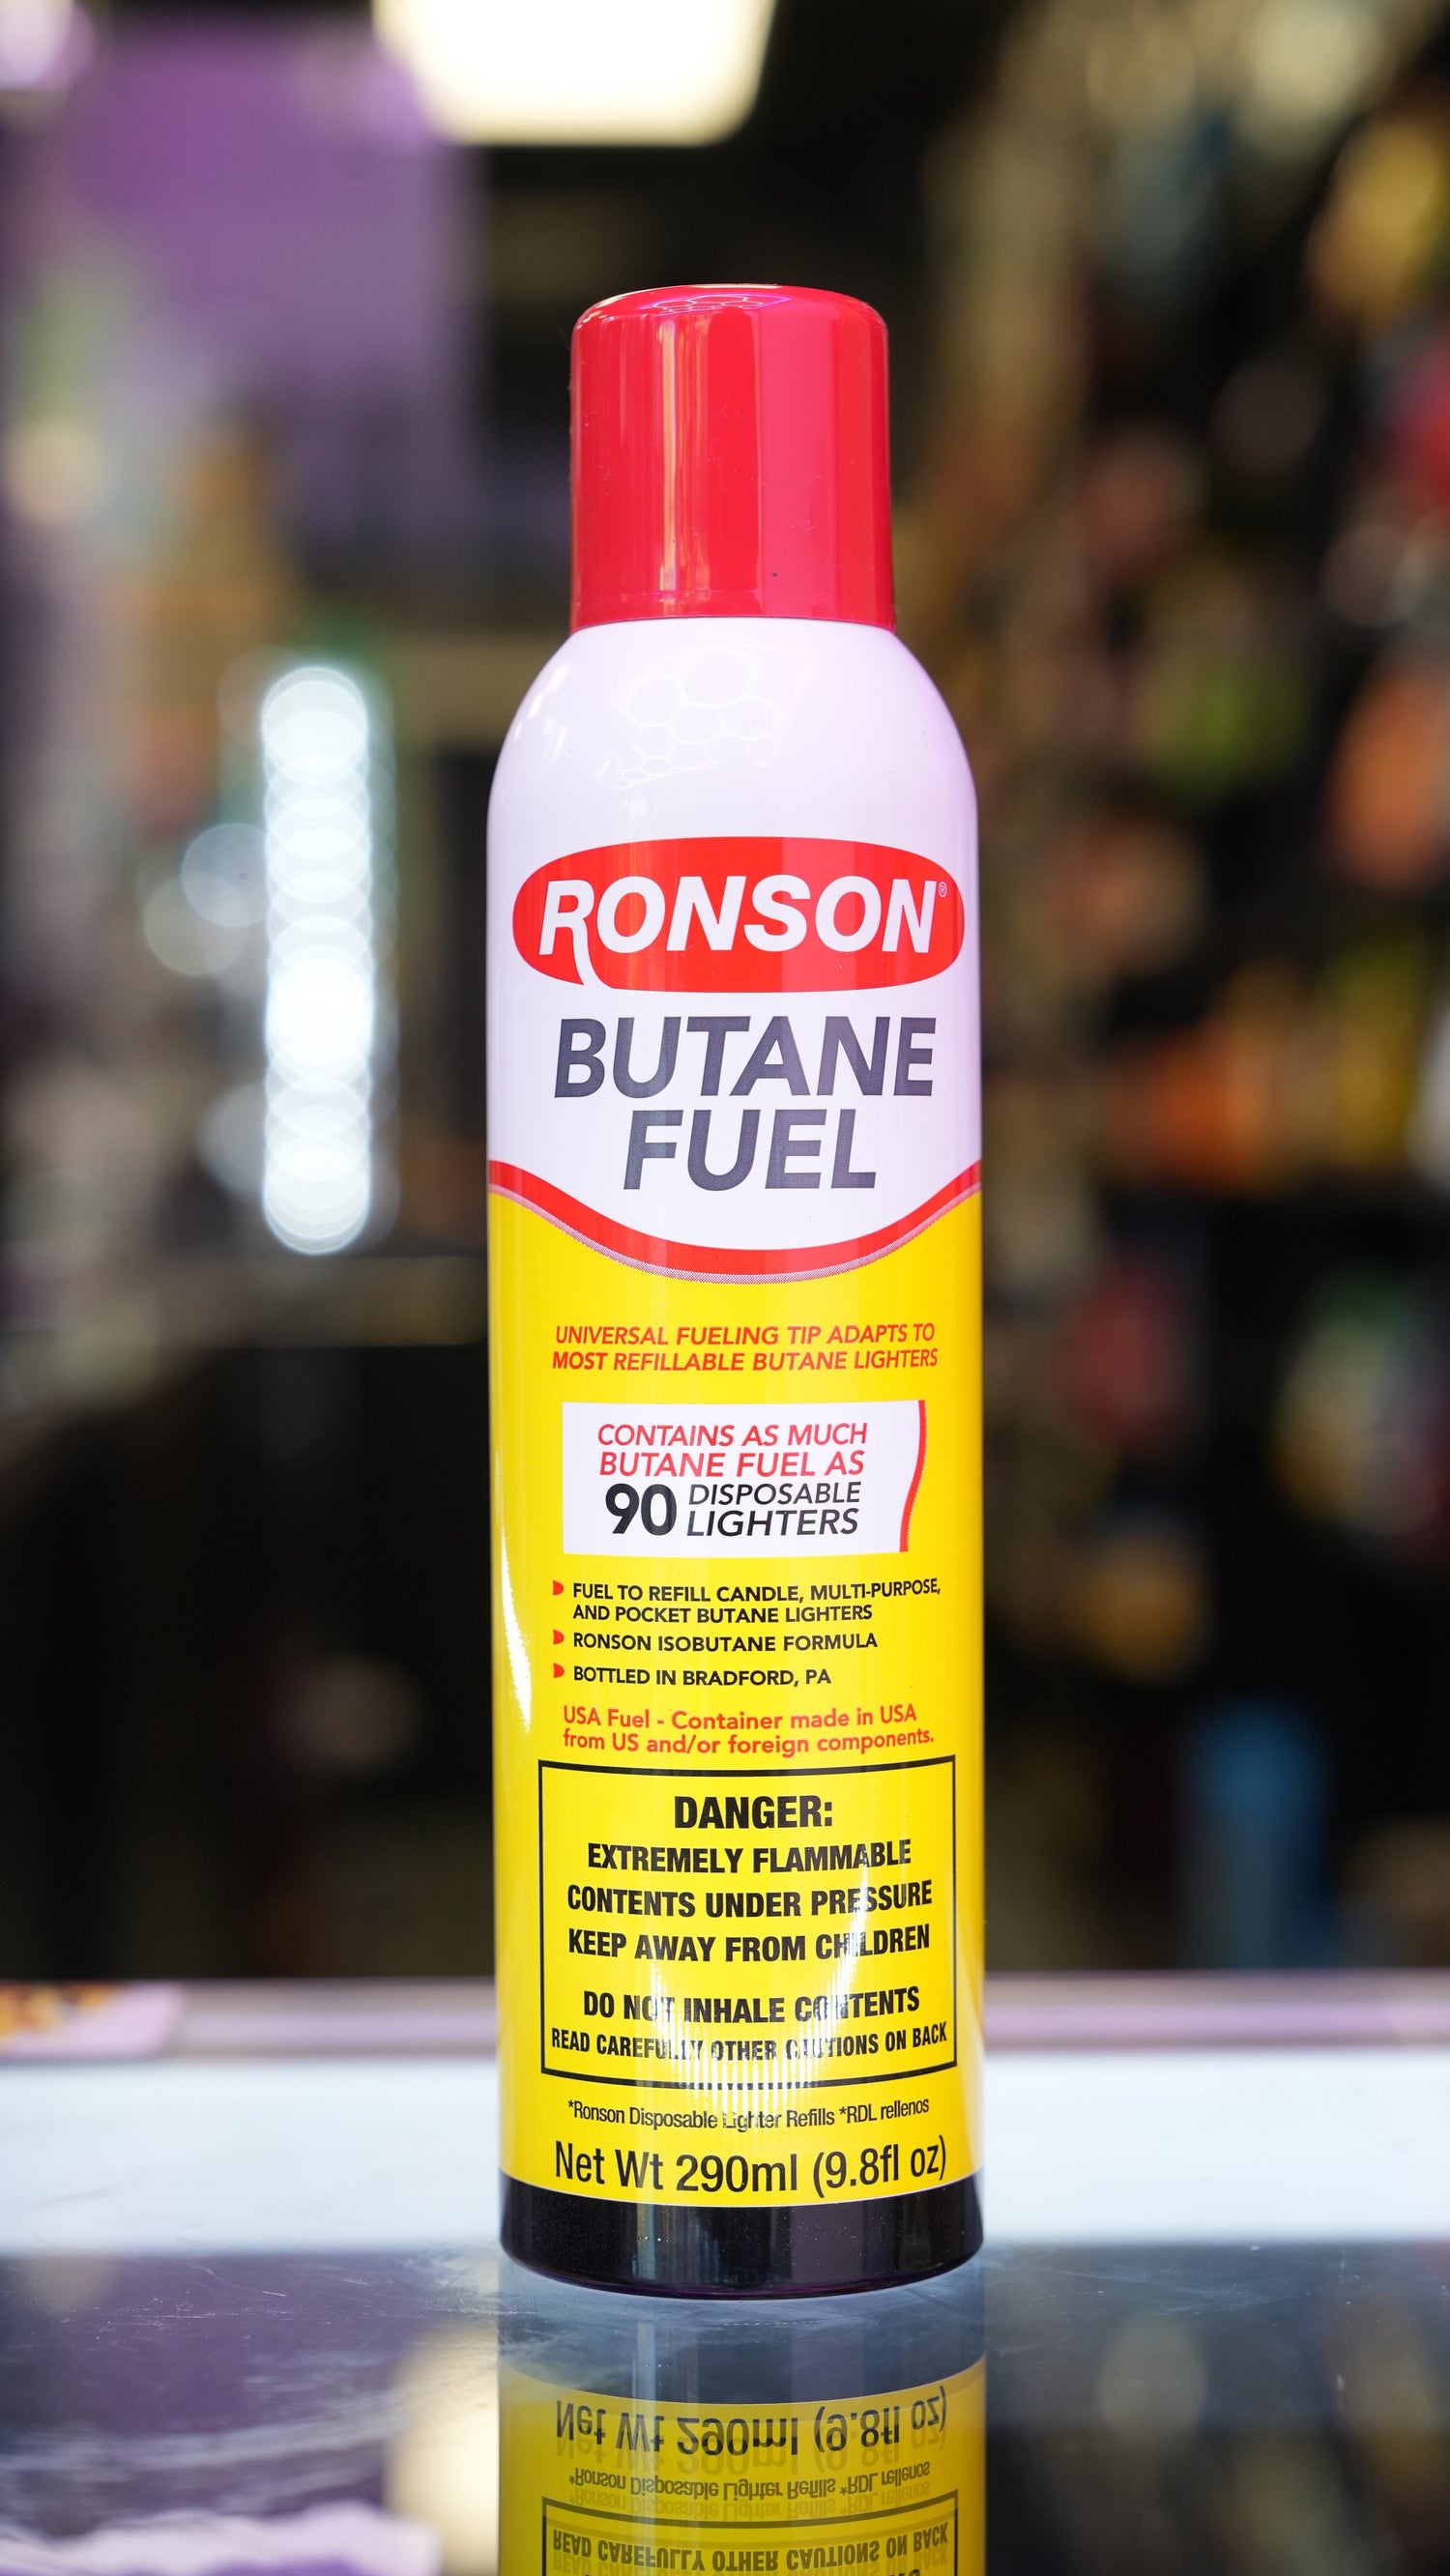 RONSON®
BUTANE
FUEL
UNIVERSAL FUELING TIP ADAPTS TO
MOST REFILLABLE BUTANE LIGHTERS
CONTAINS AS MUCH
BUTANE FUEL AS
90 DISPOSABLE
LIGHTERS
FUEL TO REFILL CANDLE, MULTI-PURPOSE,
AND POCKET BUTANE LIGHTERS
RONSON ISOBUTANE FORMULA
BOTTLED IN BRADFORD, PA
USA Fuel - Container made in USA
from US and/or foreign components.
DANGER:
EXTREMELY FLAMMABLE
CONTENTS UNDER PRESSURE
KEEP AWAY FROM CHILDREN
DO NOT INHALE CONTENTS
READ CAREFULLY OTHER CAUTIONS ON BACK
*Ronson Disposable Lighter Refills *RDL rellenos
Net Wt 290ml (9.8fl oz)